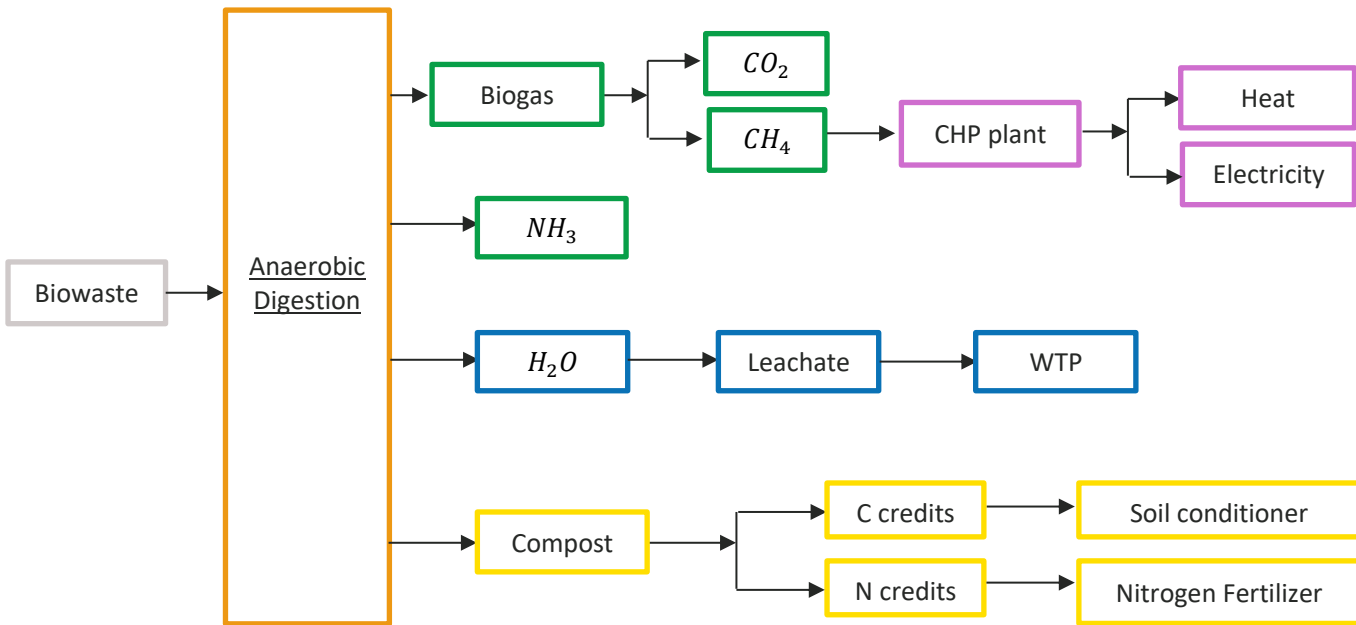 Biowaste
Anaerobic
Digestion
Biogas
CO₂
CH₄
CHP plant
Heat
Electricity
NH₃
H₂O
Leachate
WTP
Compost
C credits
Soil conditioner
N credits
Nitrogen Fertilizer